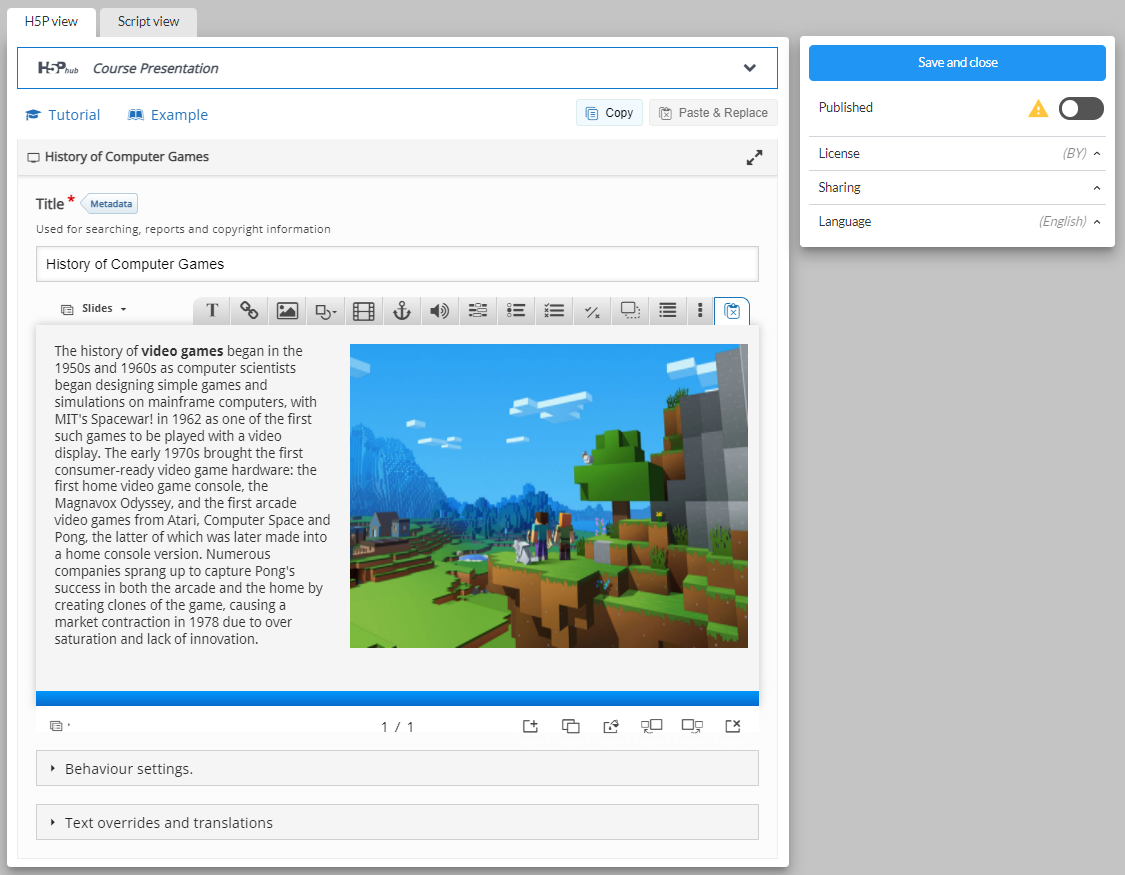 H5P view
Script view
H5P hub Course Presentation
Tutorial
Example
Copy
Paste & Replace
History of Computer Games
Title *
Metadata
Used for searching, reports and copyright information
History of Computer Games
Slides
T
The history of video games began in the
1950s and 1960s as computer scientists
began designing simple games and
simulations on mainframe computers, with
MIT's Spacewar! in 1962 as one of the first
such games to be played with a video
display. The early 1970s brought the first
consumer-ready video game hardware: the
first home video game console, the
Magnavox Odyssey, and the first arcade
video games from Atari, Computer Space and
Pong, the latter of which was later made into
a home console version. Numerous
companies sprang up to capture Pong's
success in both the arcade and the home by
creating clones of the game, causing a
market contraction in 1978 due to over
saturation and lack of innovation.
1 / 1
Behaviour settings.
Text overrides and translations
Save and close
Published
License (BY)
Sharing
Language (English)